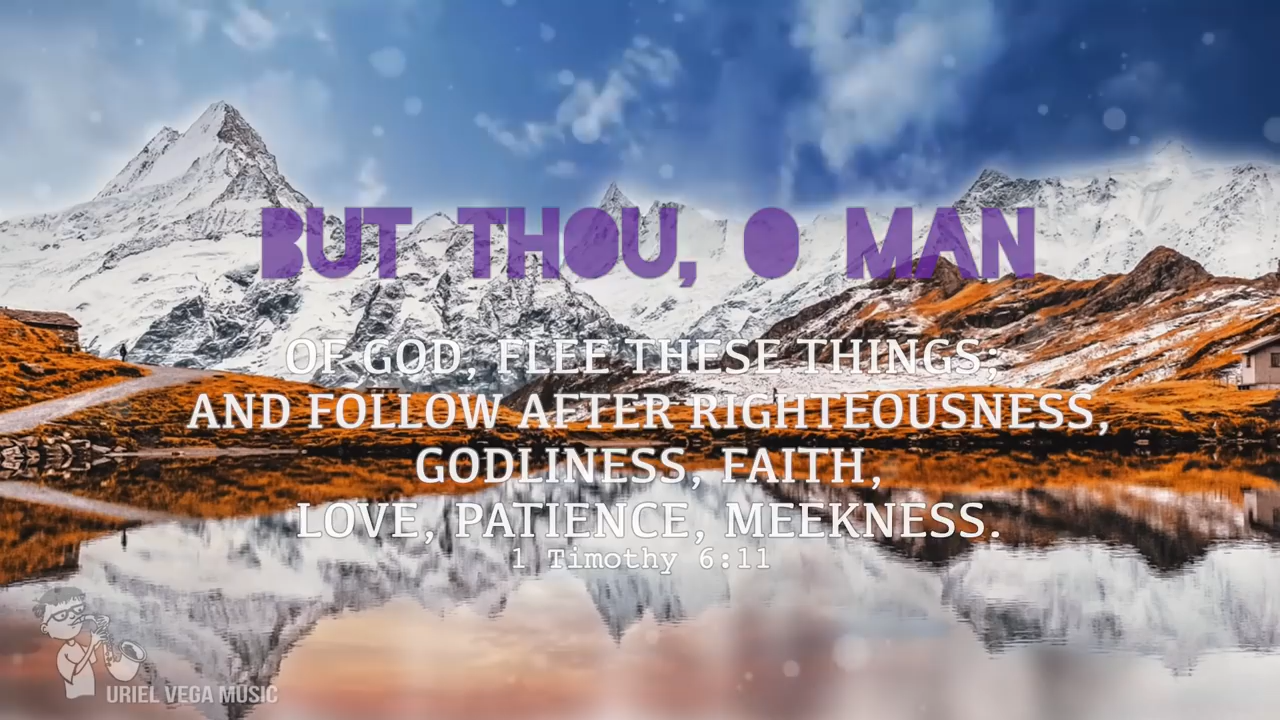 BUT THOU, O MAN
OF GOD, FLEE THESE THINGS;
AND FOLLOW AFTER RIGHTEOUSNESS,
GODLINESS, FAITH,
LOVE, PATIENCE, MEEKNESS.
1 Timothy 6:11
URIEL VEGA MUSIC